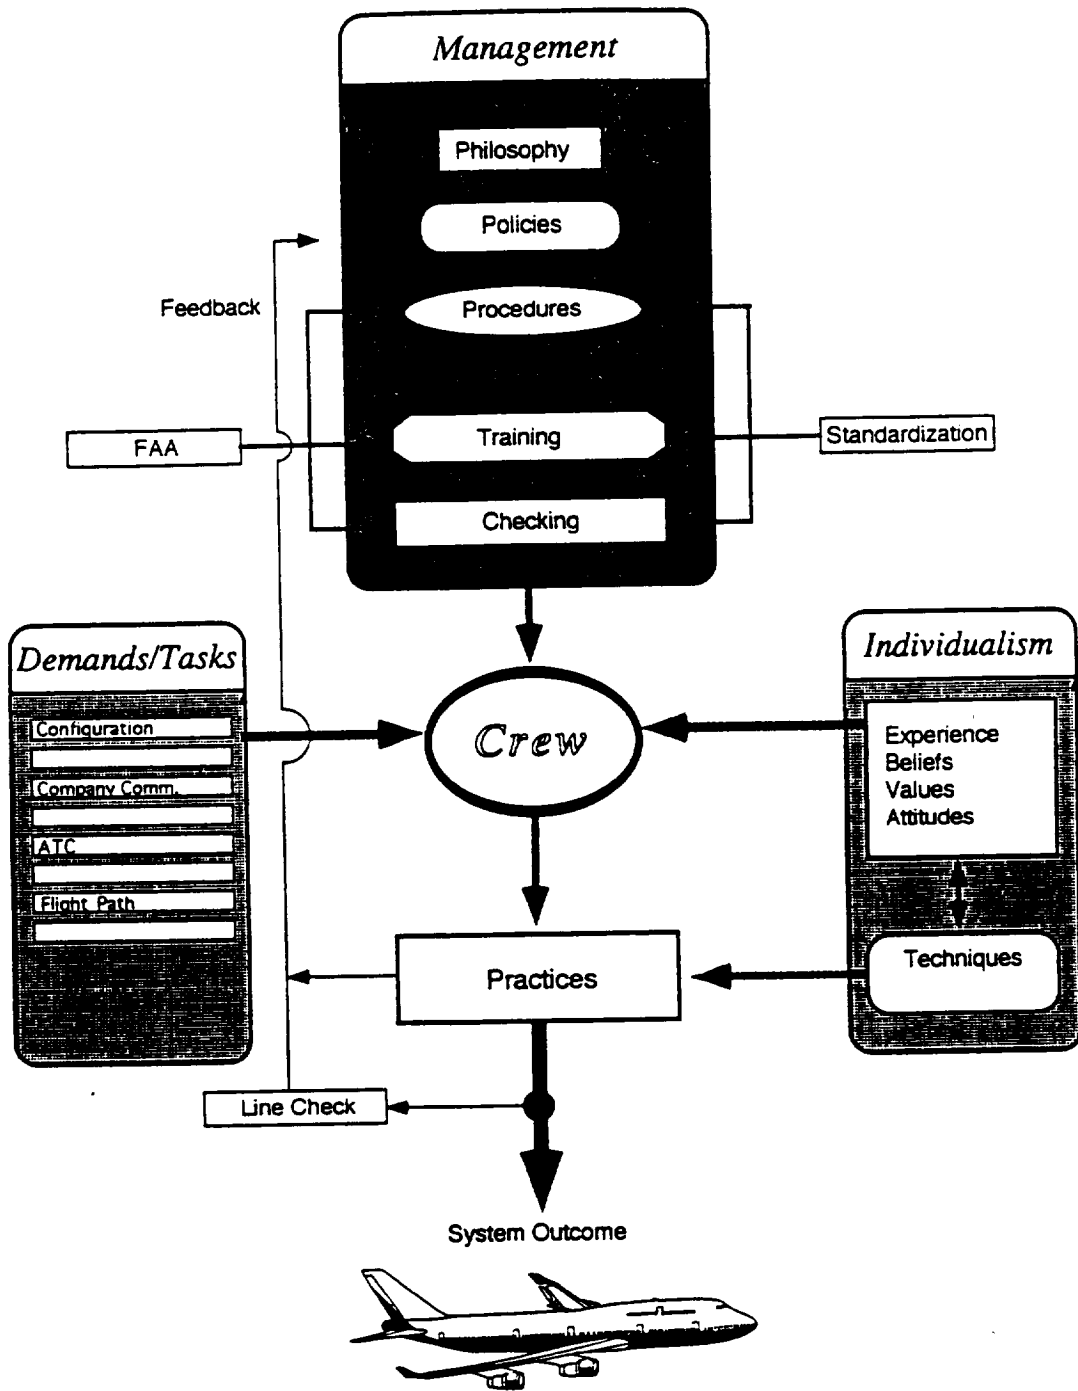 Management
Philosophy
Policies
Feedback
Procedures
FAA
Training
Standardization
Checking
Demands/Tasks
Individualism
Configuration
Company Comm.
ATC
Flight Path
Crew
Experience
Beliefs
Values
Attitudes
Techniques
Practices
Line Check
System Outcome